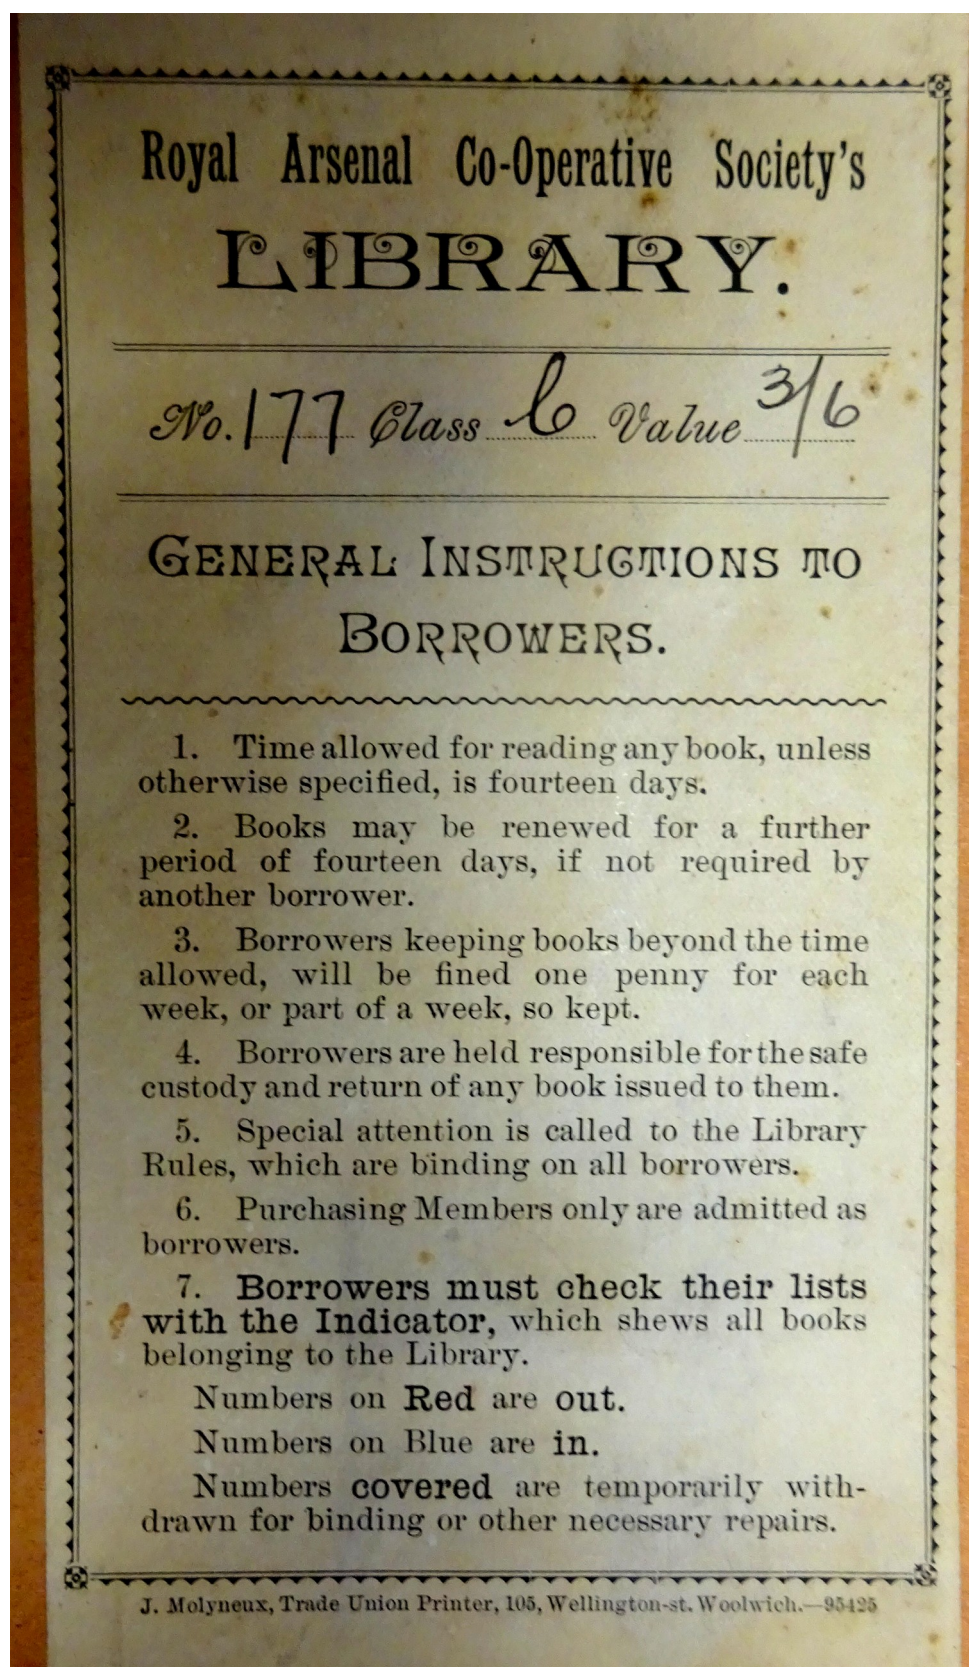 Royal Arsenal Co-Operative Society's
LIBRARY.
No. 177 Class C Value 3/6
GENERAL INSTRUCTIONS TO
BORROWERS.
1. Time allowed for reading any book, unless
otherwise specified, is fourteen days.
2. Books may be renewed for a further
period of fourteen days, if not required by
another borrower.
3. Borrowers keeping books beyond the time
allowed, will be fined one penny for each
week, or part of a week, so kept.
4. Borrowers are held responsible for the safe
custody and return of any book issued to them.
5. Special attention is called to the Library
Rules, which are binding on all borrowers.
6. Purchasing Members only are admitted as
borrowers.
7. Borrowers must check their lists
with the Indicator, which shews all books
belonging to the Library.
Numbers on Red are out.
Numbers on Blue are in.
Numbers covered are temporarily with-
drawn for binding or other necessary repairs.
J. Molyneux, Trade Union Printer, 105, Wellington-st. Woolwich.—95425